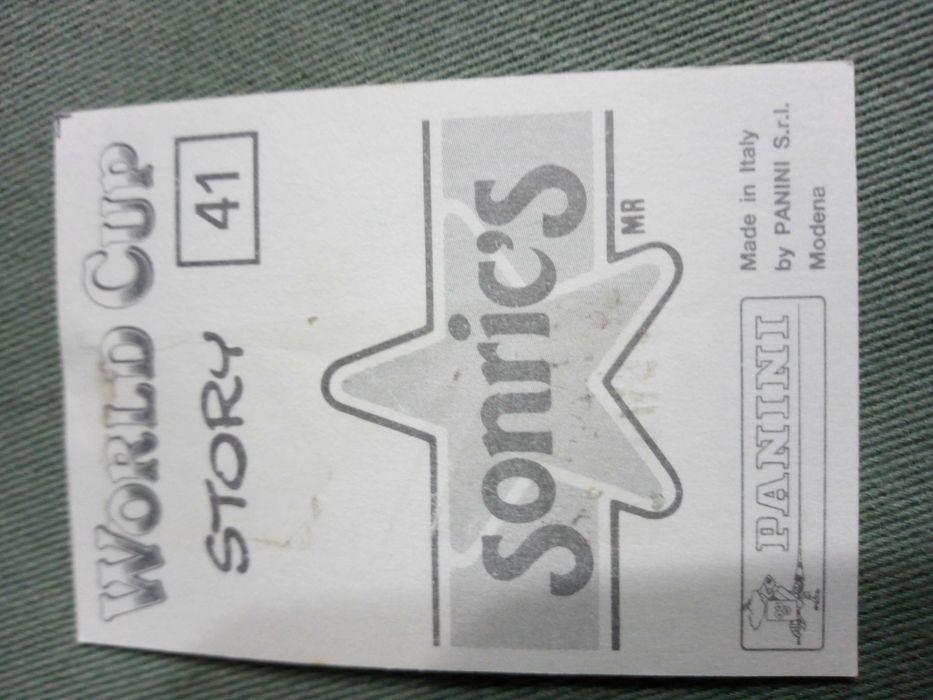 WORLD CUP
STORY 41
Sonric's
MR
PANINI
Made in Italy
by PANINI S.r.l.
Modena